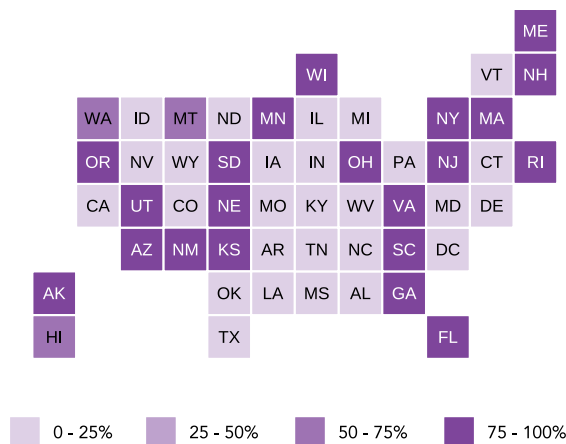 ME
WI VT NH
WA ID MT ND MN IL MI NY MA
OR NV WY SD IA IN OH PA NJ CT RI
CA UT CO NE MO KY WV VA MD DE
AZ NM KS AR TN NC SC DC
AK OK LA MS AL GA
HI TX FL
0 - 25% 25 - 50% 50 - 75% 75 - 100%